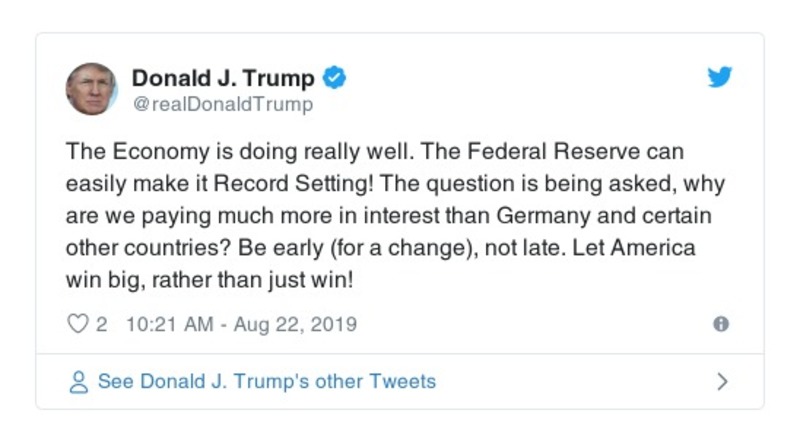 Donald J. Trump
@realDonaldTrump
The Economy is doing really well. The Federal Reserve can
easily make it Record Setting! The question is being asked, why
are we paying much more in interest than Germany and certain
other countries? Be early (for a change), not late. Let America
win big, rather than just win!
2 10:21 AM - Aug 22, 2019
See Donald J. Trump's other Tweets